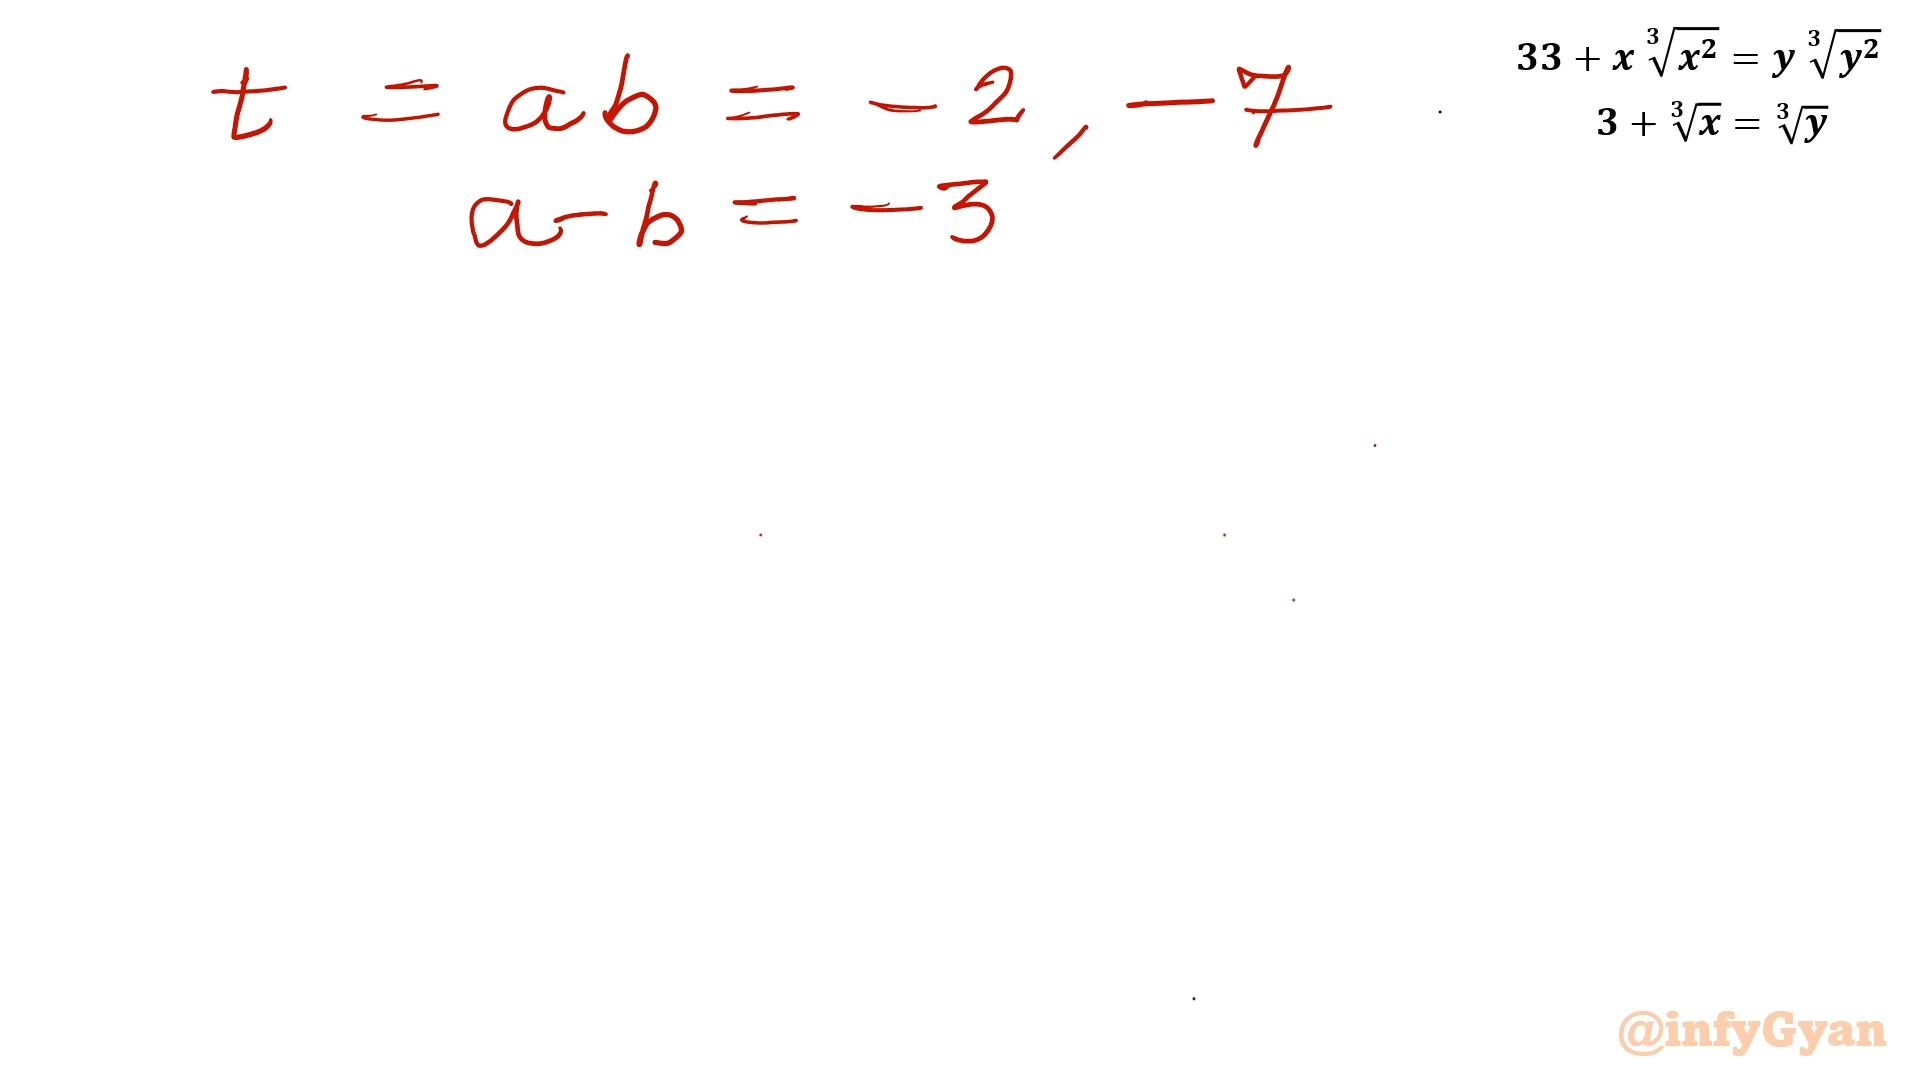 t = ab = -2, -7
a - b = -3
33 + x ∛x² = y ∛y²
3 + ∛x = ∛y
@infyGyan